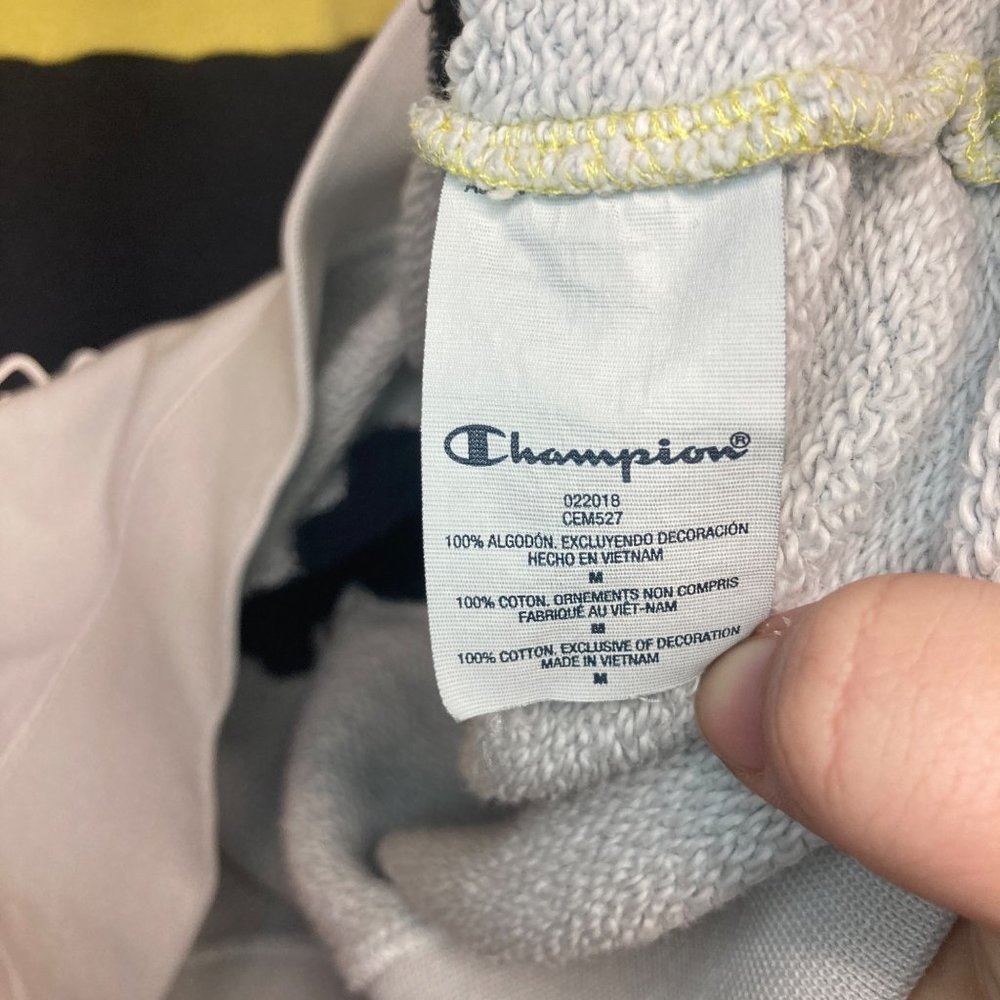 Champion®
022018
CEM527
100% ALGODÓN. EXCLUYENDO DECORACIÓN
HECHO EN VIETNAM
M
100% COTON. ORNEMENTS NON COMPRIS
FABRIQUÉ AU VIÊT-NAM
M
100% COTTON. EXCLUSIVE OF DECORATION
MADE IN VIETNAM
M